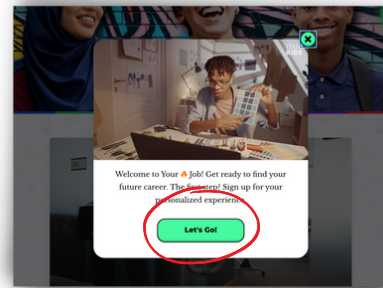 Welcome to Your 🔥 Job! Get ready to find your
future career. The first step? Sign up for your
personalized experience.
Let's Go!